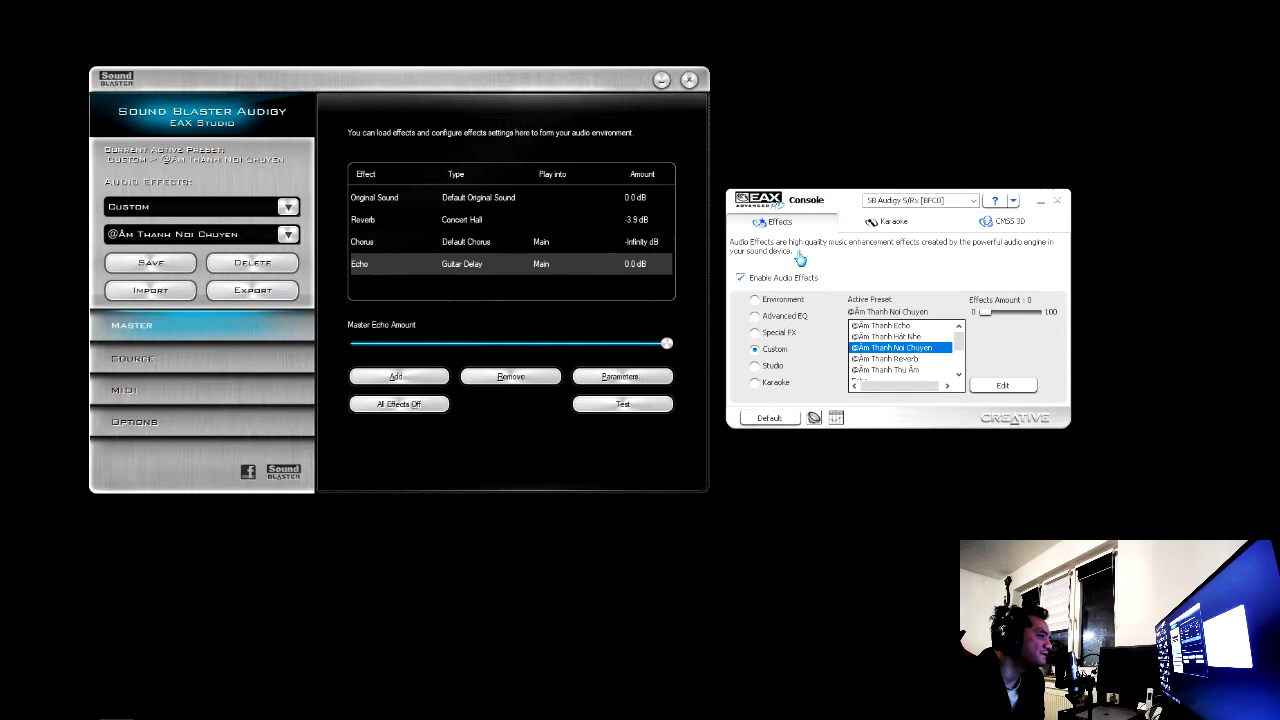 Sound
BLASTER
SOUND BLASTER AUDIGY
EAX STUDIO
CURRENT ACTIVE PRESET:
CUSTOM > @ÂM THANH NOI CHUYEN
AUDIO EFFECTS:
CUSTOM
@ÂM THANH NOI CHUYEN
SAVE
DELETE
IMPORT
EXPORT
MASTER
SOURCE
MIDI
OPTIONS
f
Sound
BLASTER
You can load effects and configure effects settings here to form your audio environment.
Effect Type Play into Amount
Original Sound Default Original Sound 0.0 dB
Reverb Concert Hall -3.9 dB
Chorus Default Chorus Main -Infinity dB
Echo Guitar Delay Main 0.0 dB
Master Echo Amount
Add... Remove Parameters...
All Effects Off Test
EAX
ADVANCED HD
Console
SB Audigy 5/Rx [BFC0]
?
Effects
Karaoke
CMSS 3D
Audio Effects are high quality music enhancement effects created by the powerful audio engine in
your sound device.
Enable Audio Effects
Environment
Advanced EQ
Special FX
Custom
Studio
Karaoke
Active Preset:
@Âm Thanh Noi Chuyen
@Âm Thanh Echo
@Âm Thanh Hát Nhe
@Âm Thanh Noi Chuyen
@Âm Thanh Reverb
@Âm Thanh Thu Âm
Effects Amount : 0
0 100
Edit
Default
CREATIVE